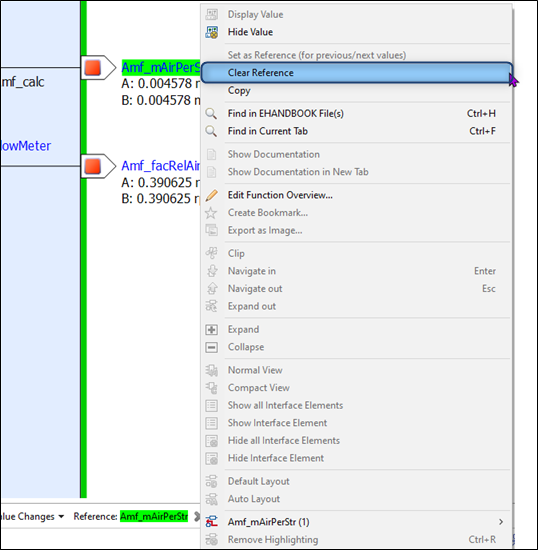 Display Value
Hide Value
Set as Reference (for previous/next values)
Amf_mAirPerS
Clear Reference
mf_calc
A: 0.004578
B: 0.004578
Copy
Find in EHANDBOOK File(s) Ctrl+H
Find in Current Tab Ctrl+F
lowMeter
Show Documentation
Amf_facRelAir
Show Documentation in New Tab
A: 0.390625
B: 0.390625
Edit Function Overview...
Create Bookmark...
Export as Image...
Clip
Navigate in Enter
Navigate out Esc
Expand out
Expand
Collapse
Normal View
Compact View
Show all Interface Elements
Show Interface Element
Hide all Interface Elements
Hide Interface Element
Default Layout
Auto Layout
alue Changes Reference: Amf_mAirPerStr
Amf_mAirPerStr (1)
Remove Highlighting Ctrl+R